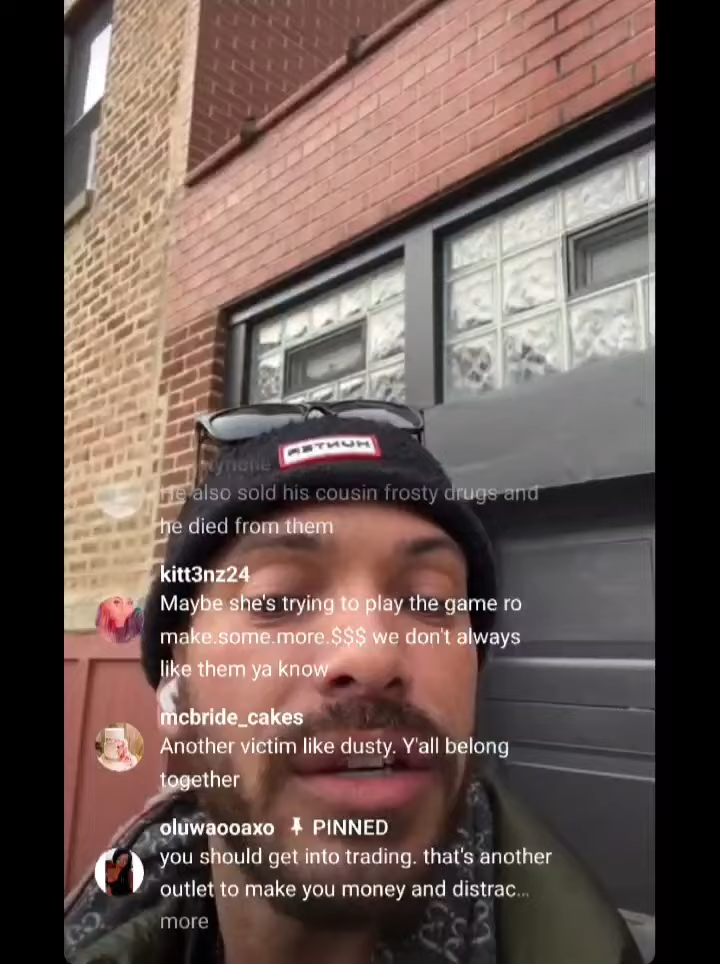 HUNTER
He also sold his cousin frosty drugs and
he died from them
kitt3nz24
Maybe she's trying to play the game ro
make.some.more.$$$ we don't always
like them ya know
mcbride_cakes
Another victim like dusty. Y'all belong
together
oluwaooaxo PINNED
you should get into trading. that's another
outlet to make you money and distrac...
more